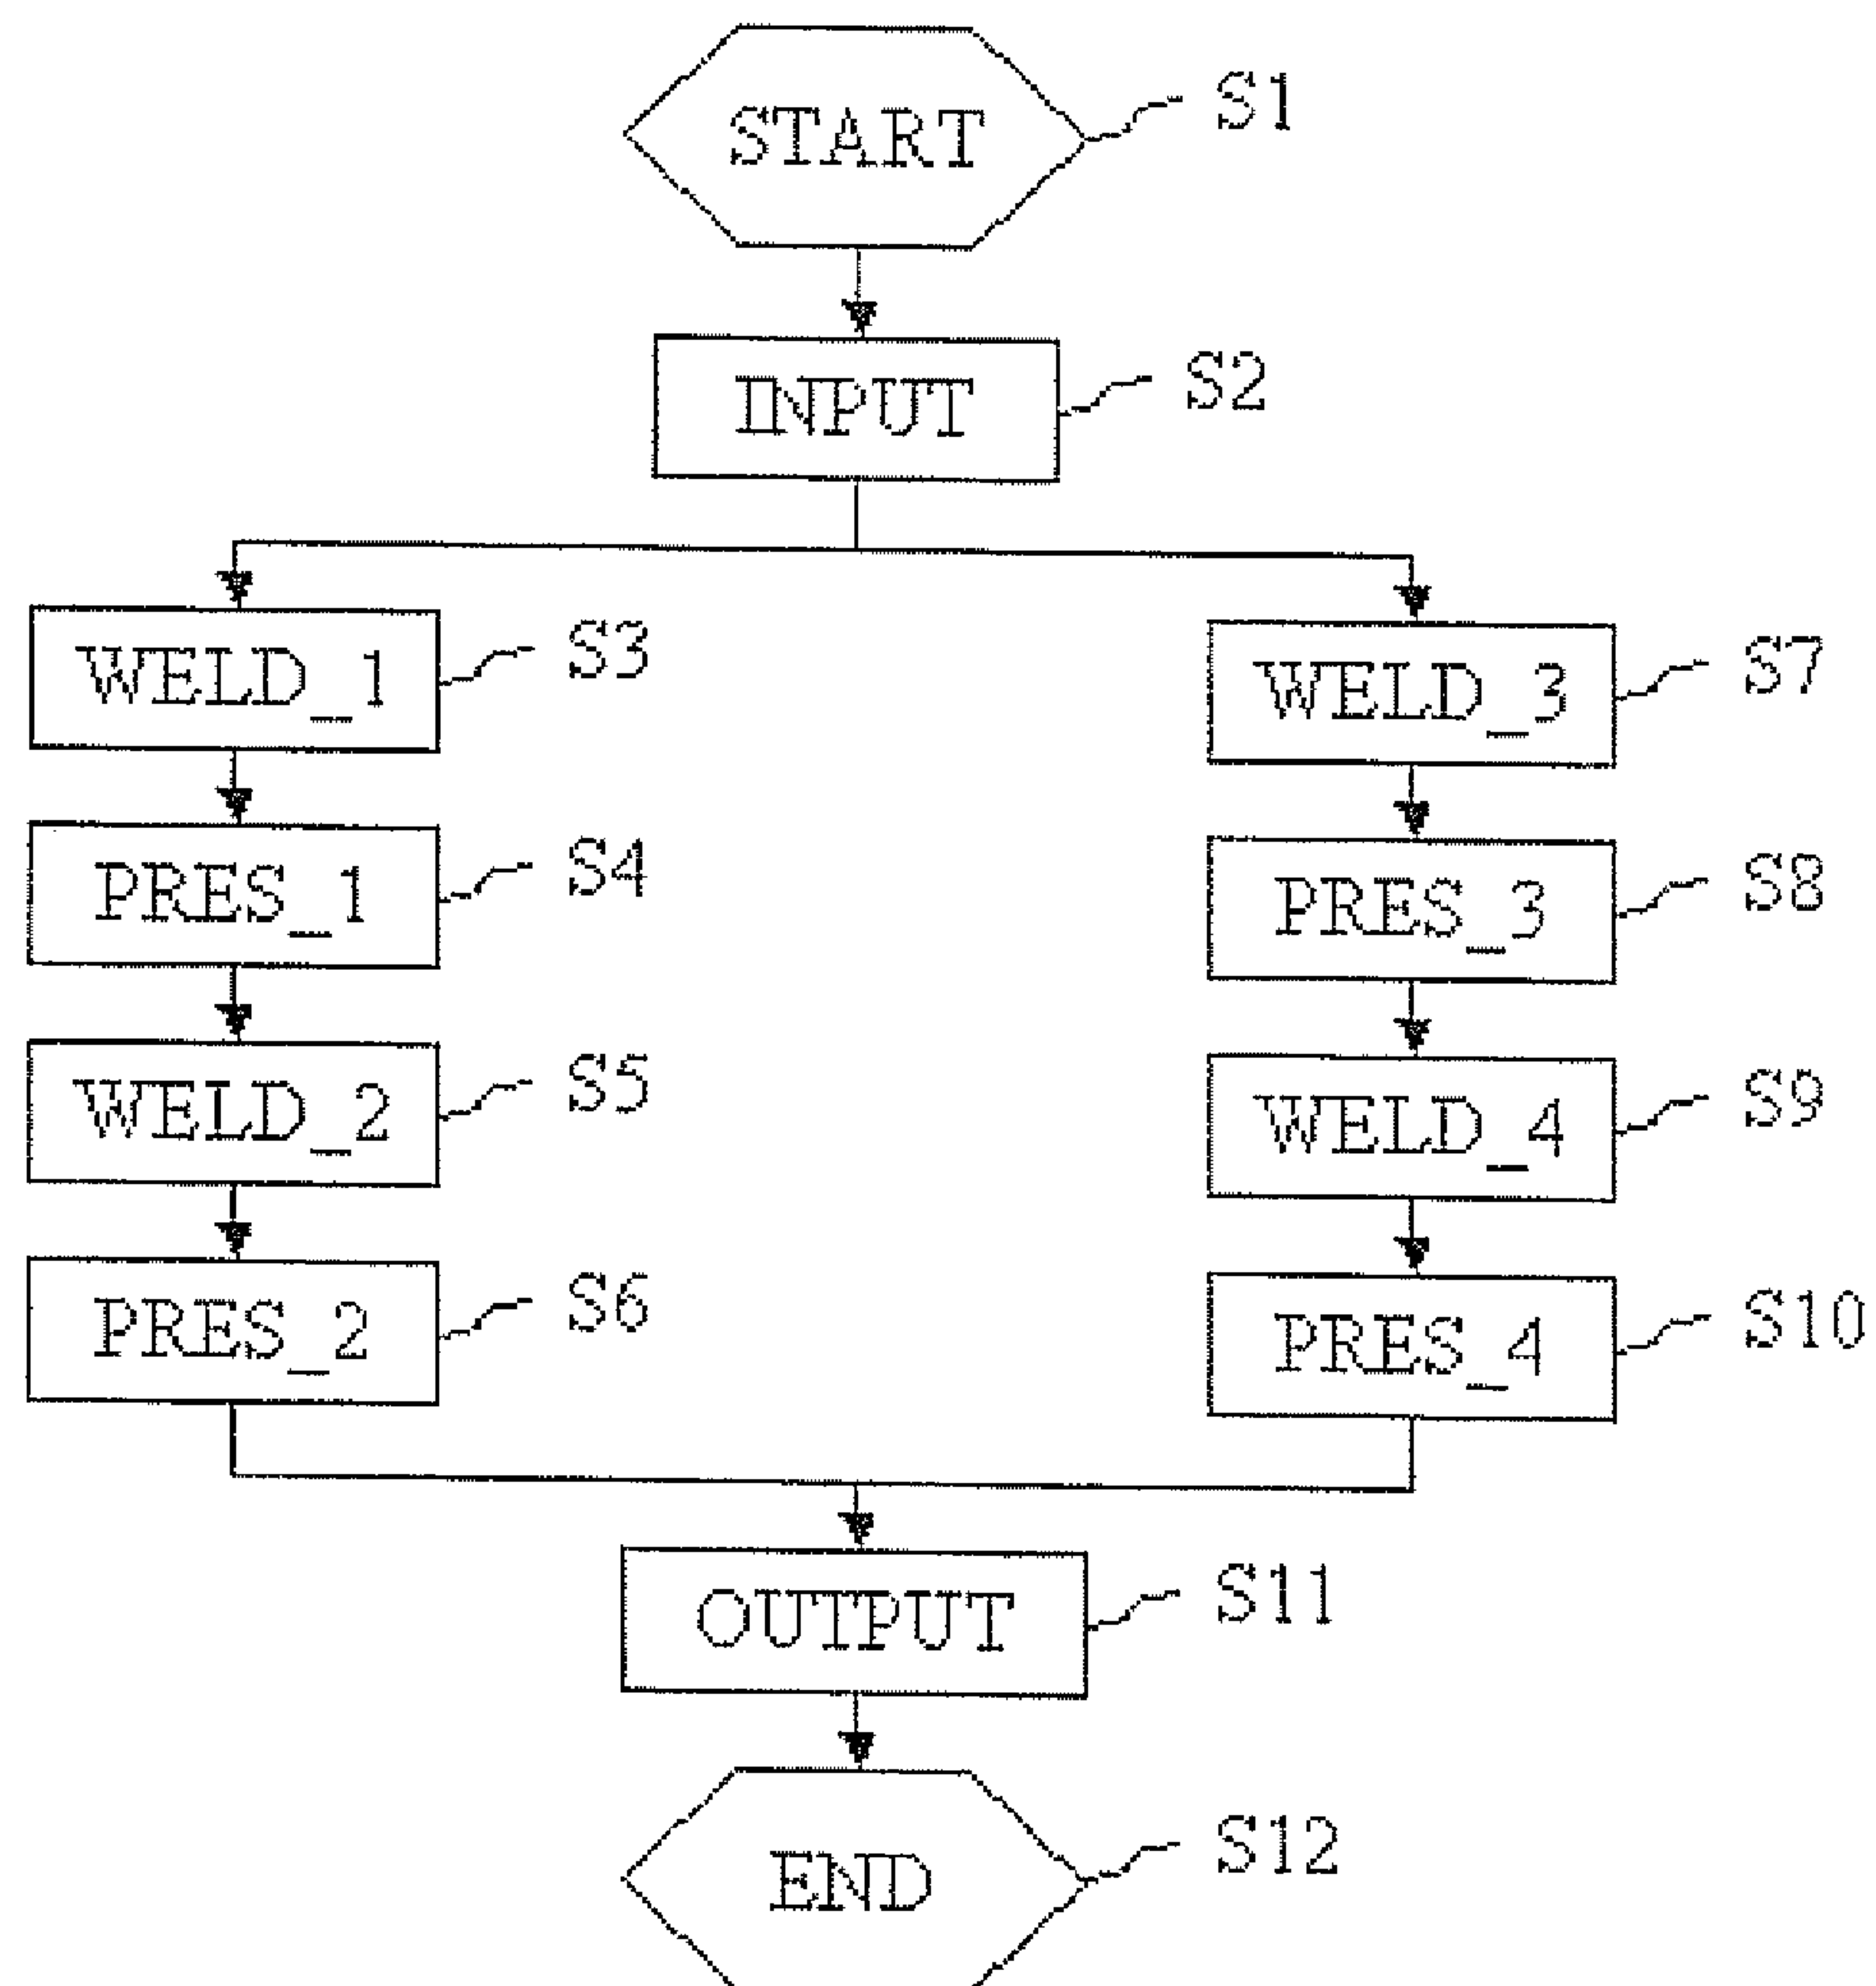 START S1
INPUT S2
WELD_1 S3
PRES_1 S4
WELD_2 S5
PRES_2 S6
WELD_3 S7
PRES_3 S8
WELD_4 S9
PRES_4 S10
OUTPUT S11
END S12